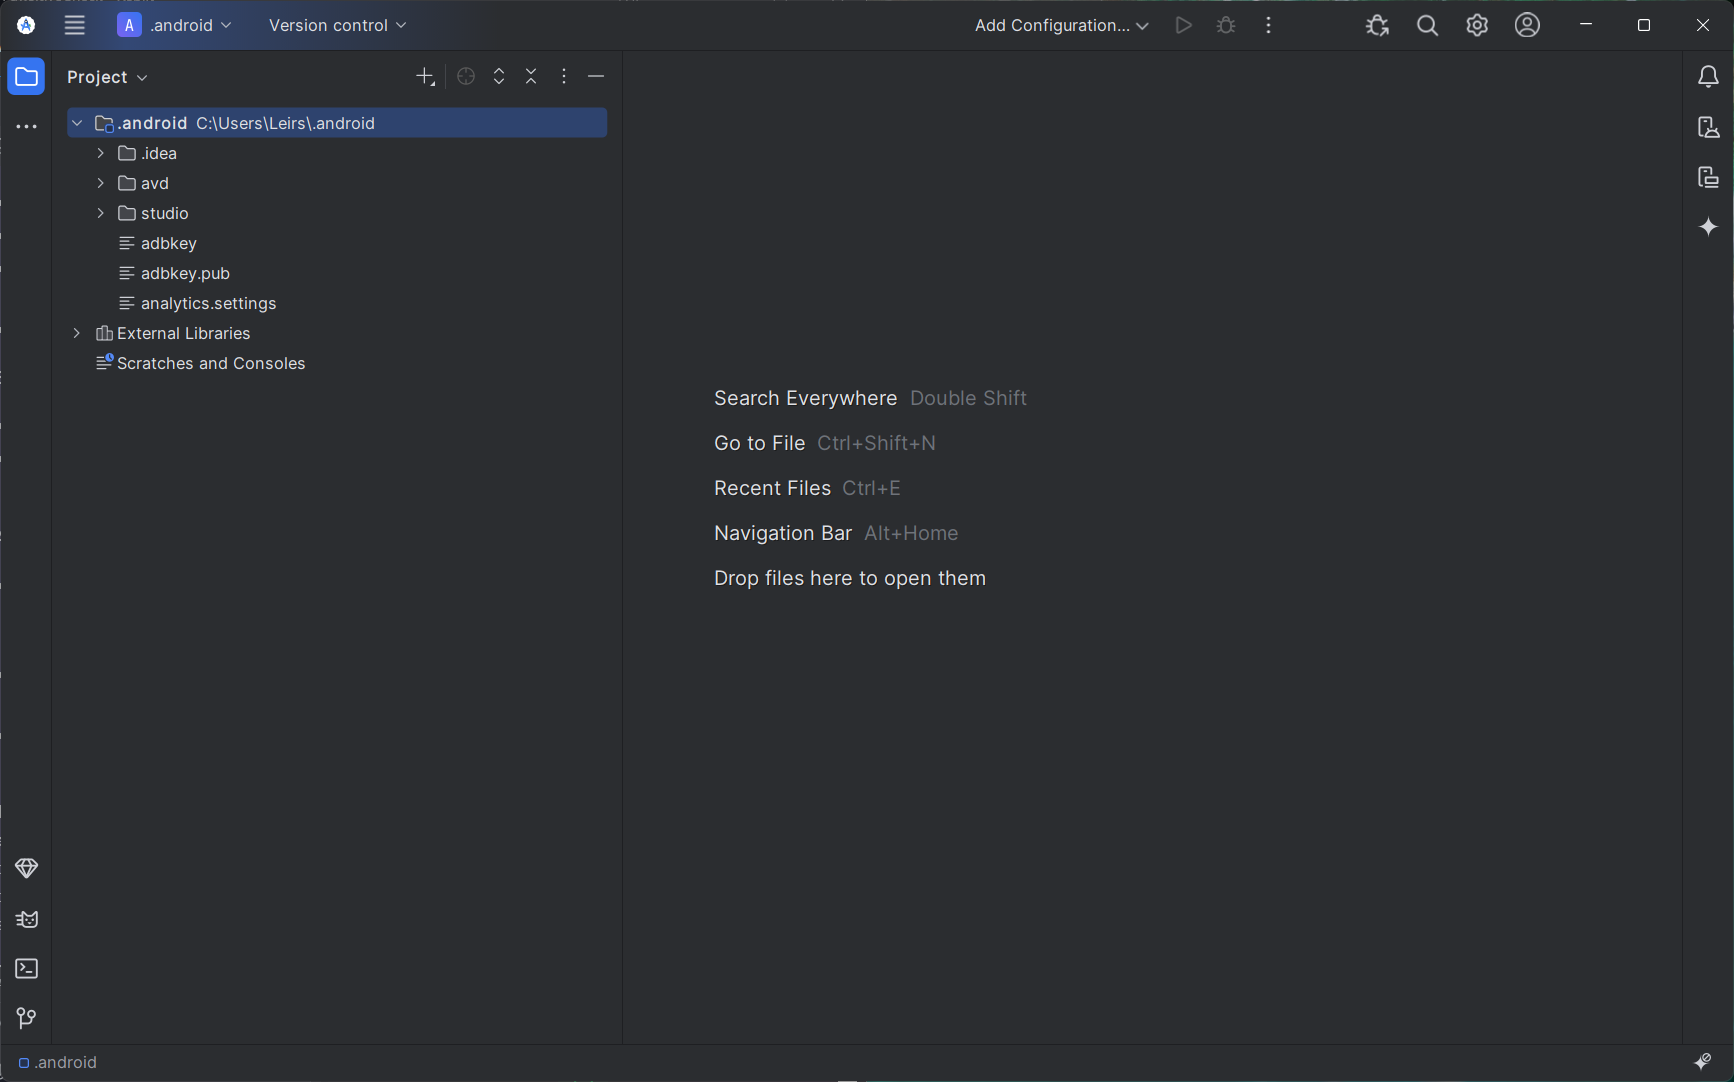 A .android Version control Add Configuration...
Project
.android C:\Users\Leirs\.android
.idea
avd
studio
adbkey
adbkey.pub
analytics.settings
External Libraries
Scratches and Consoles
Search Everywhere Double Shift
Go to File Ctrl+Shift+N
Recent Files Ctrl+E
Navigation Bar Alt+Home
Drop files here to open them
.android